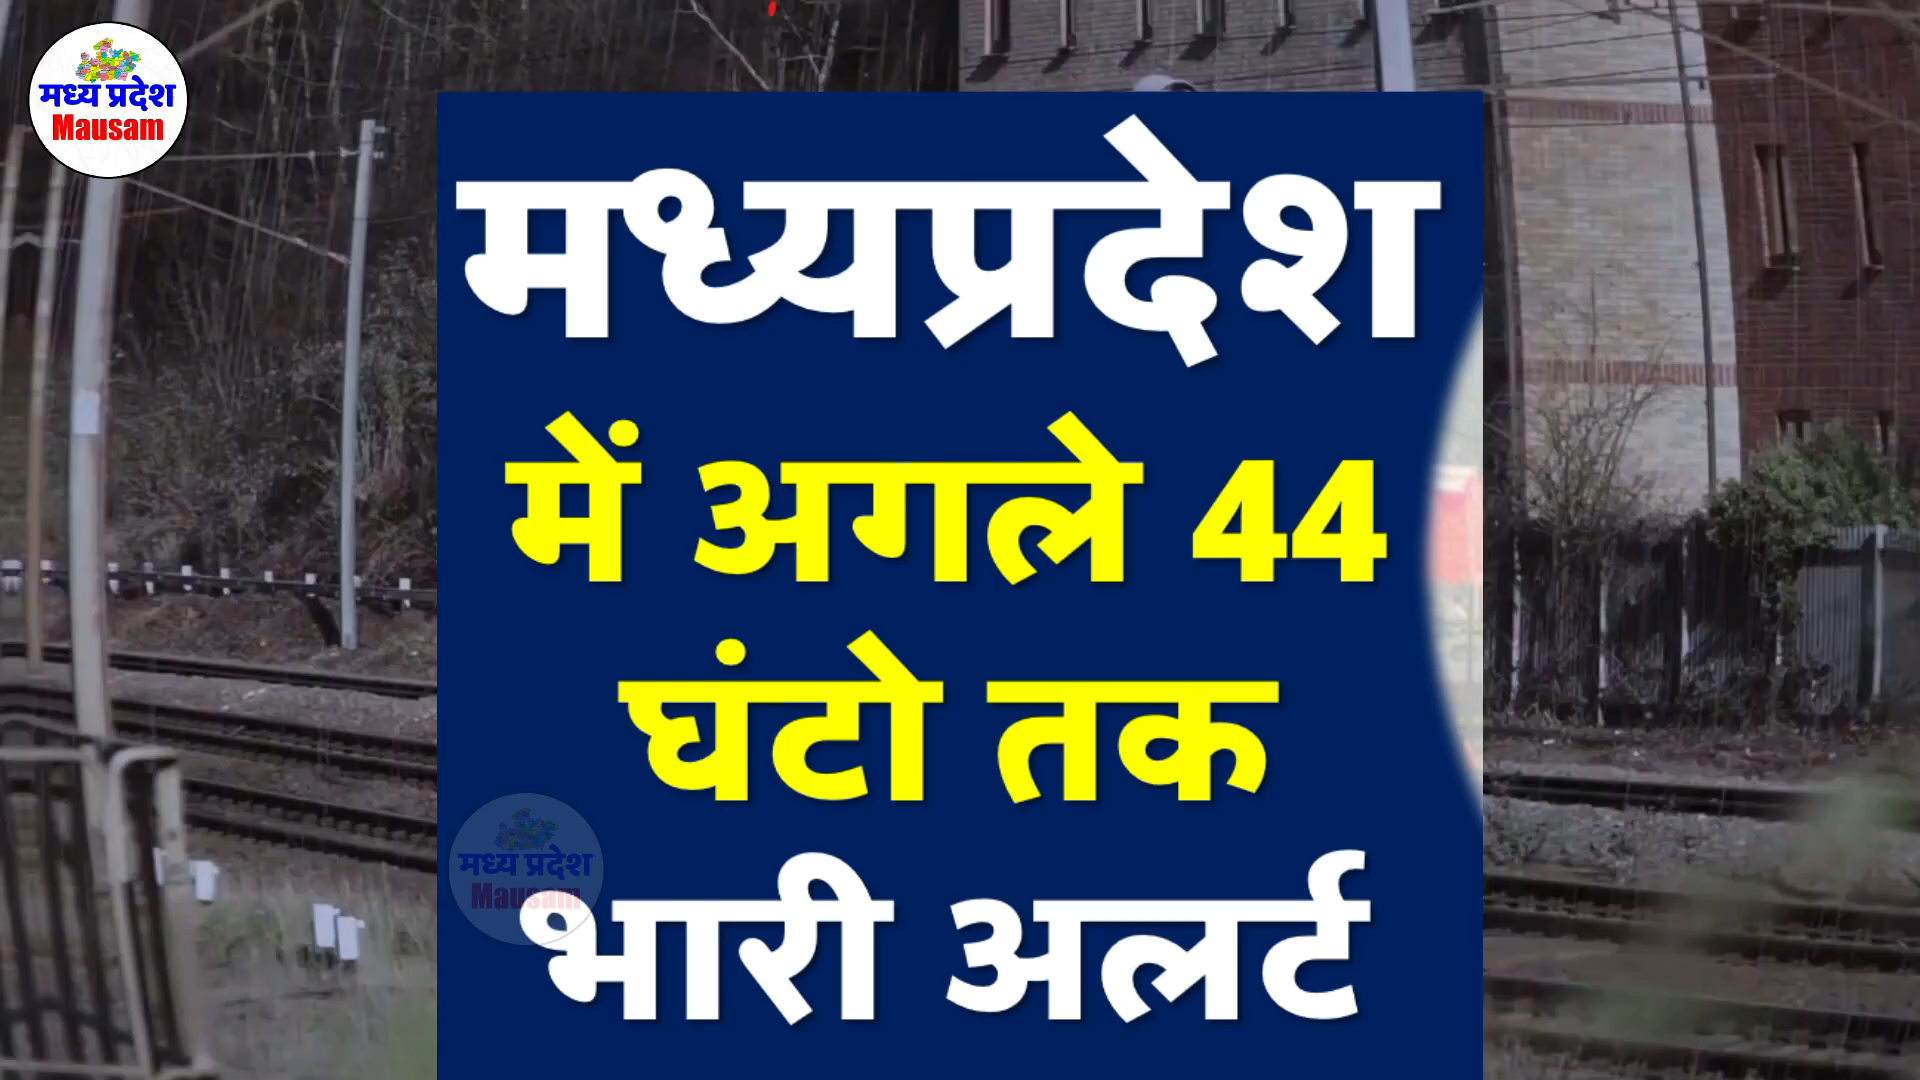 मध्य प्रदेश
Mausam
मध्यप्रदेश
में अगले 44
घंटो तक
भारी अलर्ट
मध्य प्रदेश
Mausam